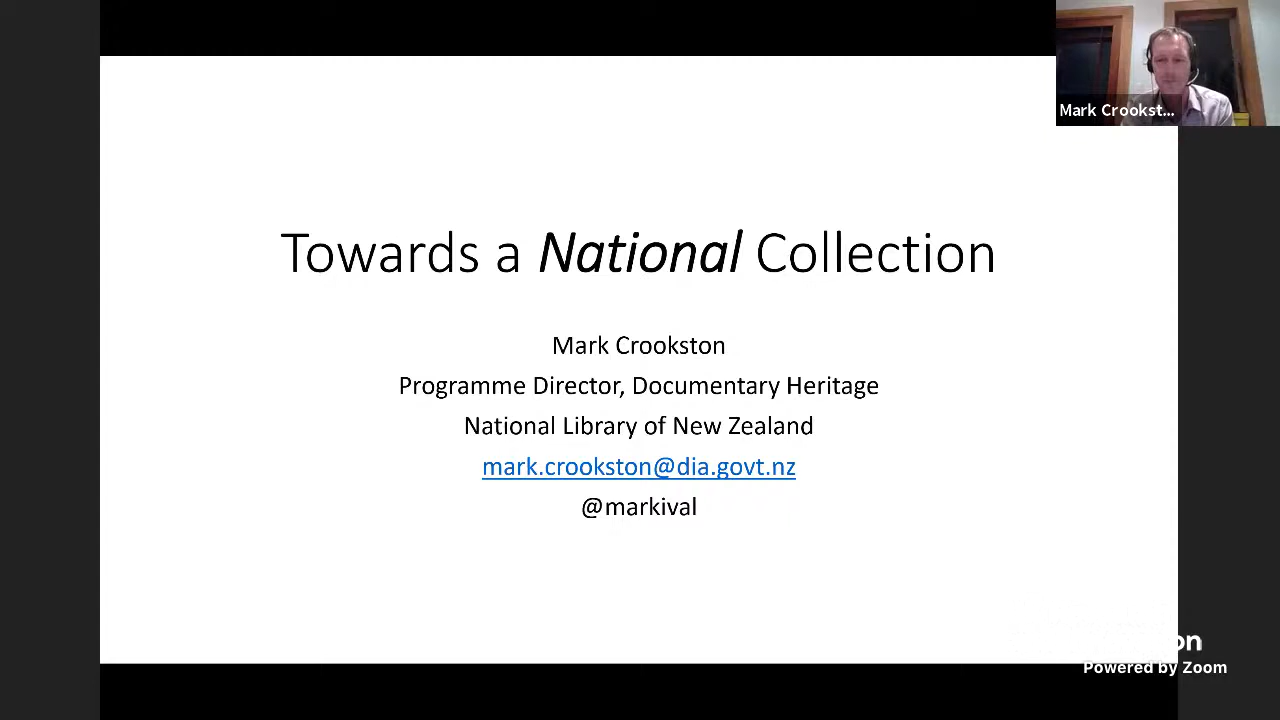 Mark Crookst...
Towards a National Collection
Mark Crookston
Programme Director, Documentary Heritage
National Library of New Zealand
mark.crookston@dia.govt.nz
@markival
Powered by Zoom